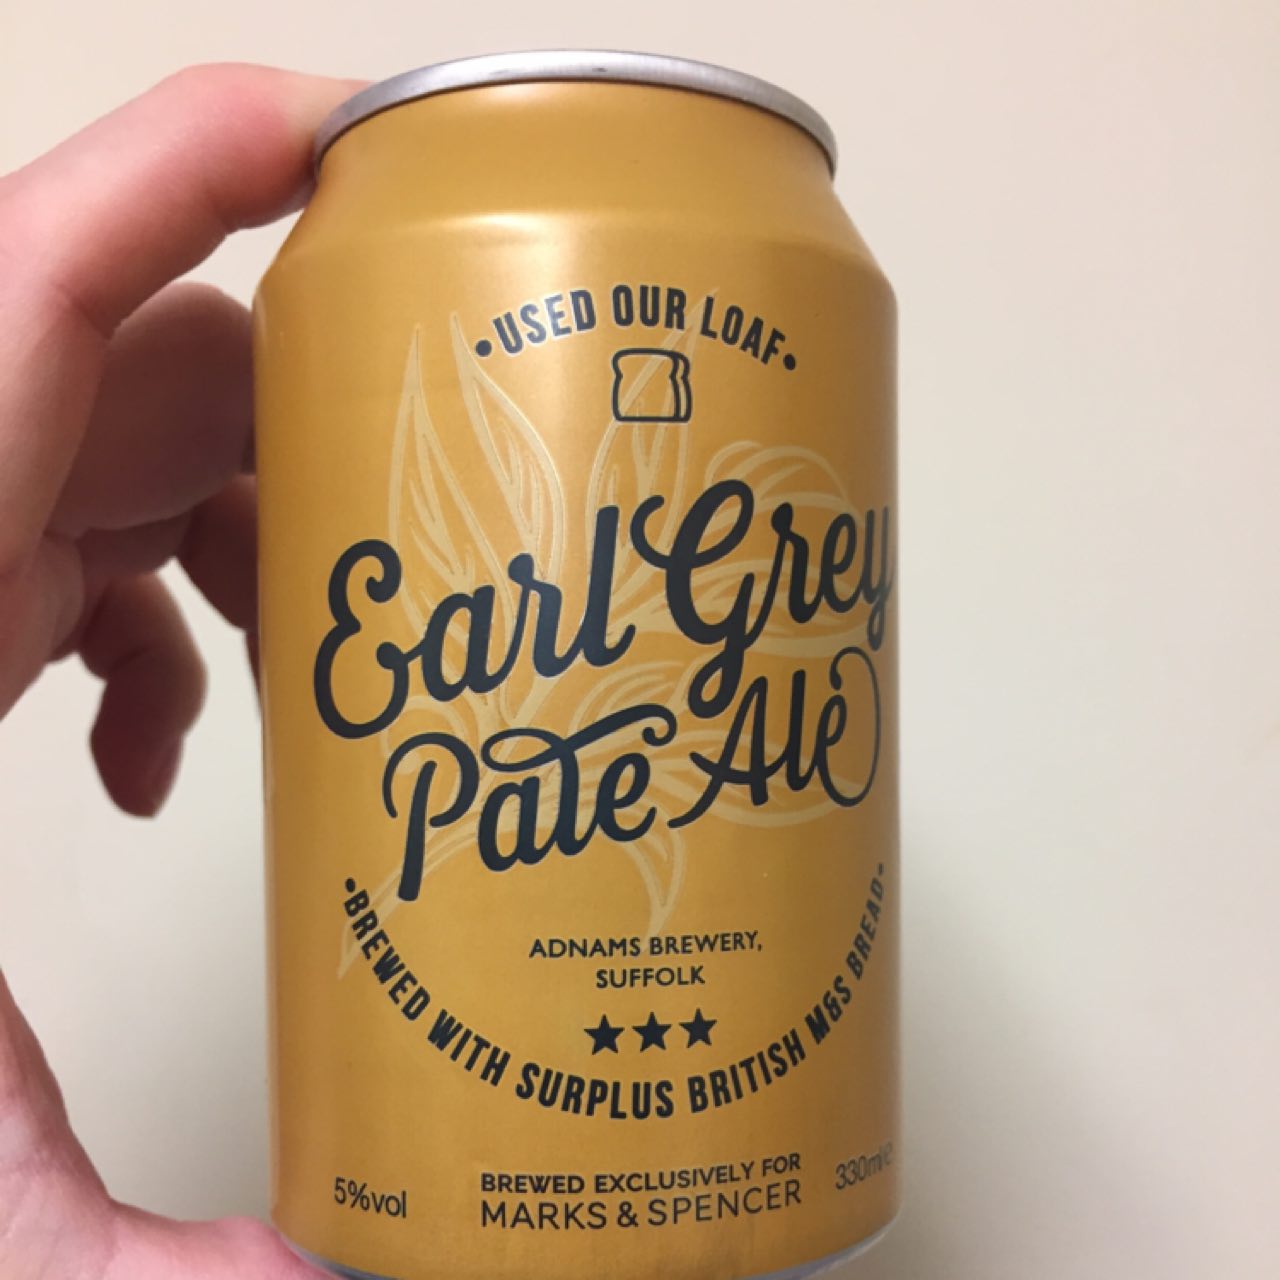 •USED OUR LOAF•
Earl Grey
Pale Ale
ADNAMS BREWERY,
SUFFOLK
•BREWED WITH SURPLUS BRITISH M&S BREAD•
5%vol
BREWED EXCLUSIVELY FOR
MARKS & SPENCER
330ml℮